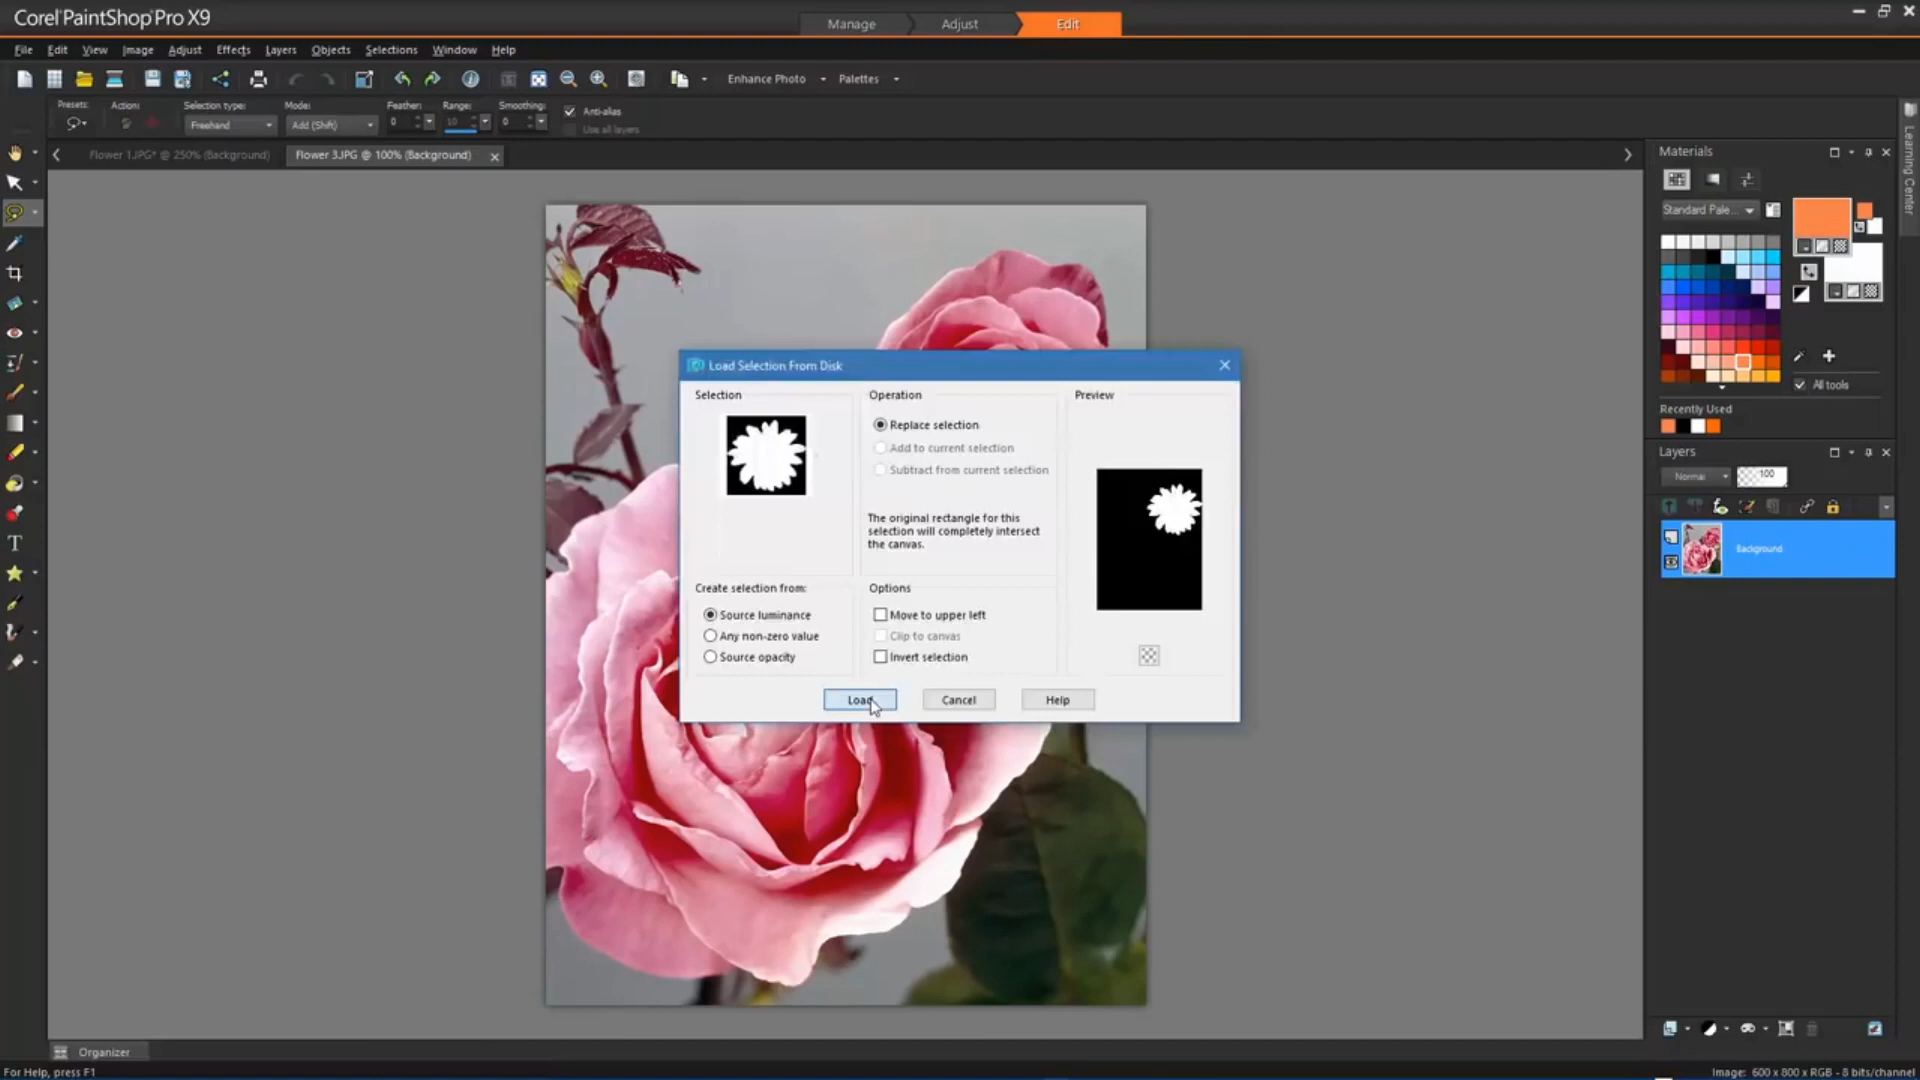 Corel PaintShop Pro X9
Manage Adjust Edit
File Edit View Image Adjust Effects Layers Objects Selections Window Help
Enhance Photo Palettes
Presets: Action: Selection type: Mode: Feather: Range: Smoothing: Anti-alias
Freehand Add (Shift) 0 10 0 Use all layers
Flower 1.JPG* @ 250% (Background) Flower 3.JPG @ 100% (Background)
Materials
Learning Center
Standard Pale...
All tools
Recently Used
Layers
Normal 100
Background
Load Selection From Disk
Selection Operation Preview
Replace selection
Add to current selection
Subtract from current selection
The original rectangle for this
selection will completely intersect
the canvas.
Create selection from: Options
Source luminance Move to upper left
Any non-zero value Clip to canvas
Source opacity Invert selection
Load Cancel Help
T
Organizer
For Help, press F1 Image: 600 x 800 x RGB - 8 bits/channel